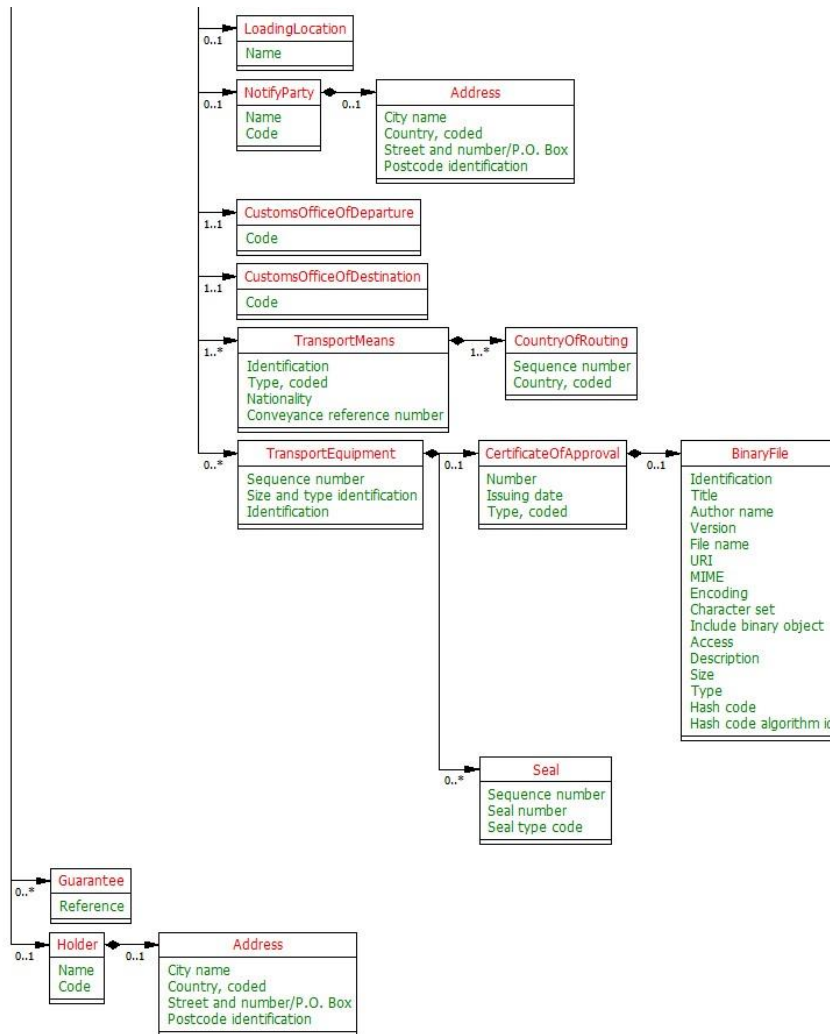 LoadingLocation
0..1
Name
NotifyParty
Address
0..1
0..1
Name
Code
City name
Country, coded
Street and number/P.O. Box
Postcode identification
CustomsOfficeOfDeparture
1..1
Code
CustomsOfficeOfDestination
1..1
Code
TransportMeans
CountryOfRouting
1..*
1..*
Identification
Type, coded
Nationality
Conveyance reference number
Sequence number
Country, coded
TransportEquipment
CertificateOfApproval
BinaryFile
0..*
0..1
0..1
Sequence number
Size and type identification
Identification
Number
Issuing date
Type, coded
Identification
Title
Author name
Version
File name
URI
MIME
Encoding
Character set
Include binary object
Access
Description
Size
Type
Hash code
Hash code algorithm
Seal
0..*
Sequence number
Seal number
Seal type code
Guarantee
0..*
Reference
Holder
Address
0..1
0..1
Name
Code
City name
Country, coded
Street and number/P.O. Box
Postcode identification